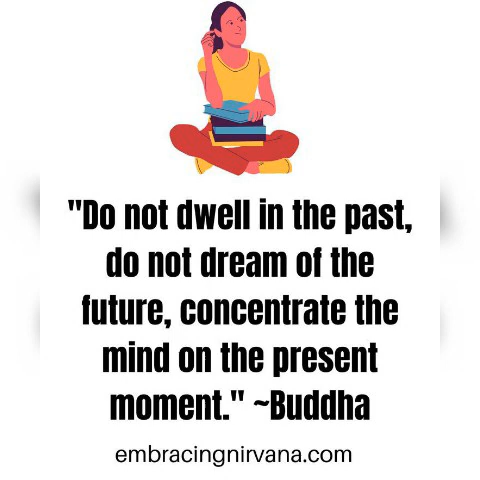 "Do not dwell in the past,
do not dream of the
future, concentrate the
mind on the present
moment." ~Buddha
embracingnirvana.com